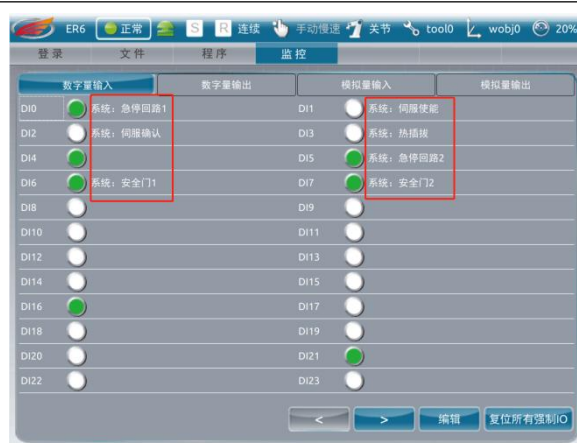 ER6 正常 S R 连续 手动慢速 关节 tool0 wobj0 20%
登录 文件 程序 监控
数字量输入 数字量输出 模拟量输入 模拟量输出
DI0 系统：急停回路1 DI1 系统：伺服使能
DI2 系统：伺服确认 DI3 系统：热插拔
DI4 DI5 系统：急停回路2
DI6 系统：安全门1 DI7 系统：安全门2
DI8 DI9
DI10 DI11
DI12 DI13
DI14 DI15
DI16 DI17
DI18 DI19
DI20 DI21
DI22 DI23
< > 编辑 复位所有强制IO